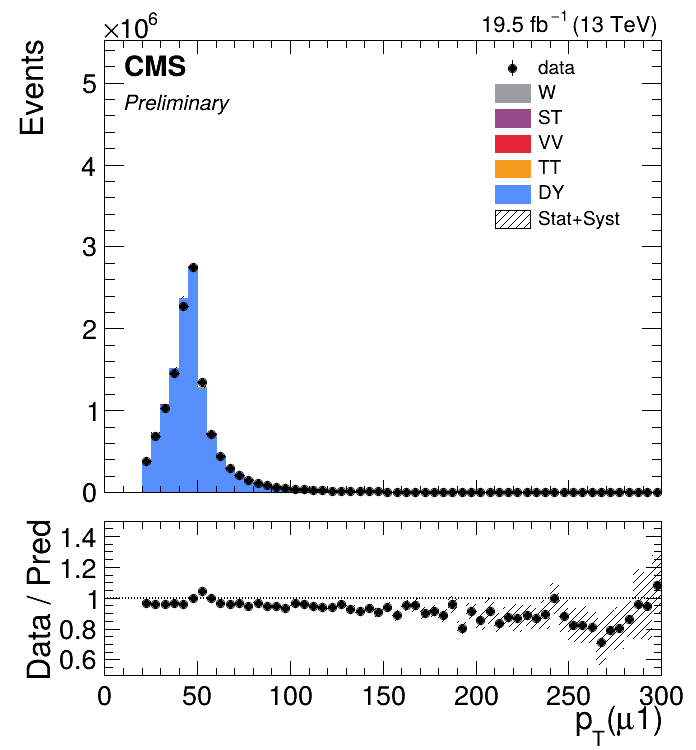 ×10⁶
19.5 fb⁻¹ (13 TeV)
CMS
Preliminary
data
W
ST
VV
TT
DY
Stat+Syst
Events
5
4
3
2
1
0
Data / Pred
1.4
1.2
1
0.8
0.6
0 50 100 150 200 250 300
p_T(μ1)